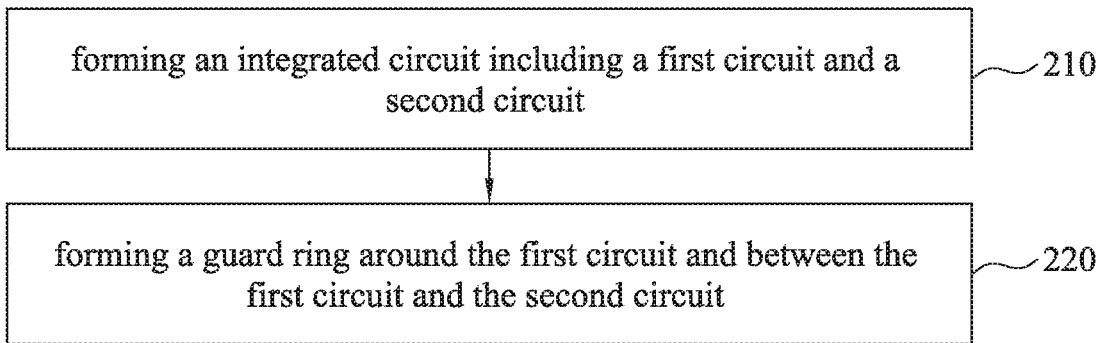 forming an integrated circuit including a first circuit and a
second circuit
210
forming a guard ring around the first circuit and between the
first circuit and the second circuit
220